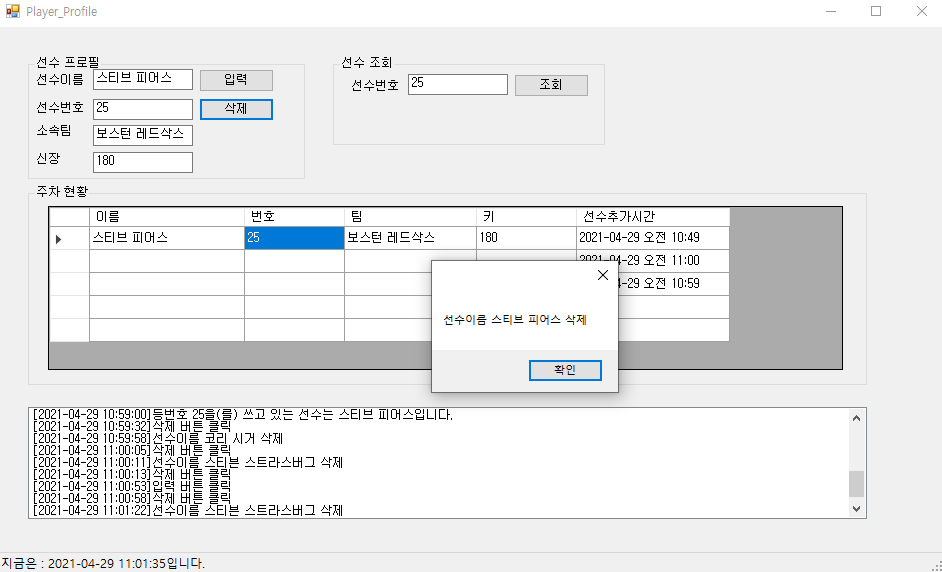 Player_Profile
선수 프로필
선수이름 스티브 피어스 입력
선수번호 25 삭제
소속팀 보스턴 레드삭스
신장 180
선수 조회
선수번호 25 조회
주차 현황
이름 번호 팀 키 선수추가시간
스티브 피어스 25 보스턴 레드삭스 180 2021-04-29 오전 10:49
2021-04-29 오전 11:00
04-29 오전 10:59
선수이름 스티브 피어스 삭제
확인
[2021-04-29 10:59:00]등번호 25을(를) 쓰고 있는 선수는 스티브 피어스입니다.
[2021-04-29 10:59:32]삭제 버튼 클릭
[2021-04-29 10:59:58]선수이름 코리 시거 삭제
[2021-04-29 11:00:05]삭제 버튼 클릭
[2021-04-29 11:00:11]선수이름 스티븐 스트라스버그 삭제
[2021-04-29 11:00:13]삭제 버튼 클릭
[2021-04-29 11:00:53]입력 버튼 클릭
[2021-04-29 11:00:58]삭제 버튼 클릭
[2021-04-29 11:01:22]선수이름 스티븐 스트라스버그 삭제
지금은 : 2021-04-29 11:01:35입니다.